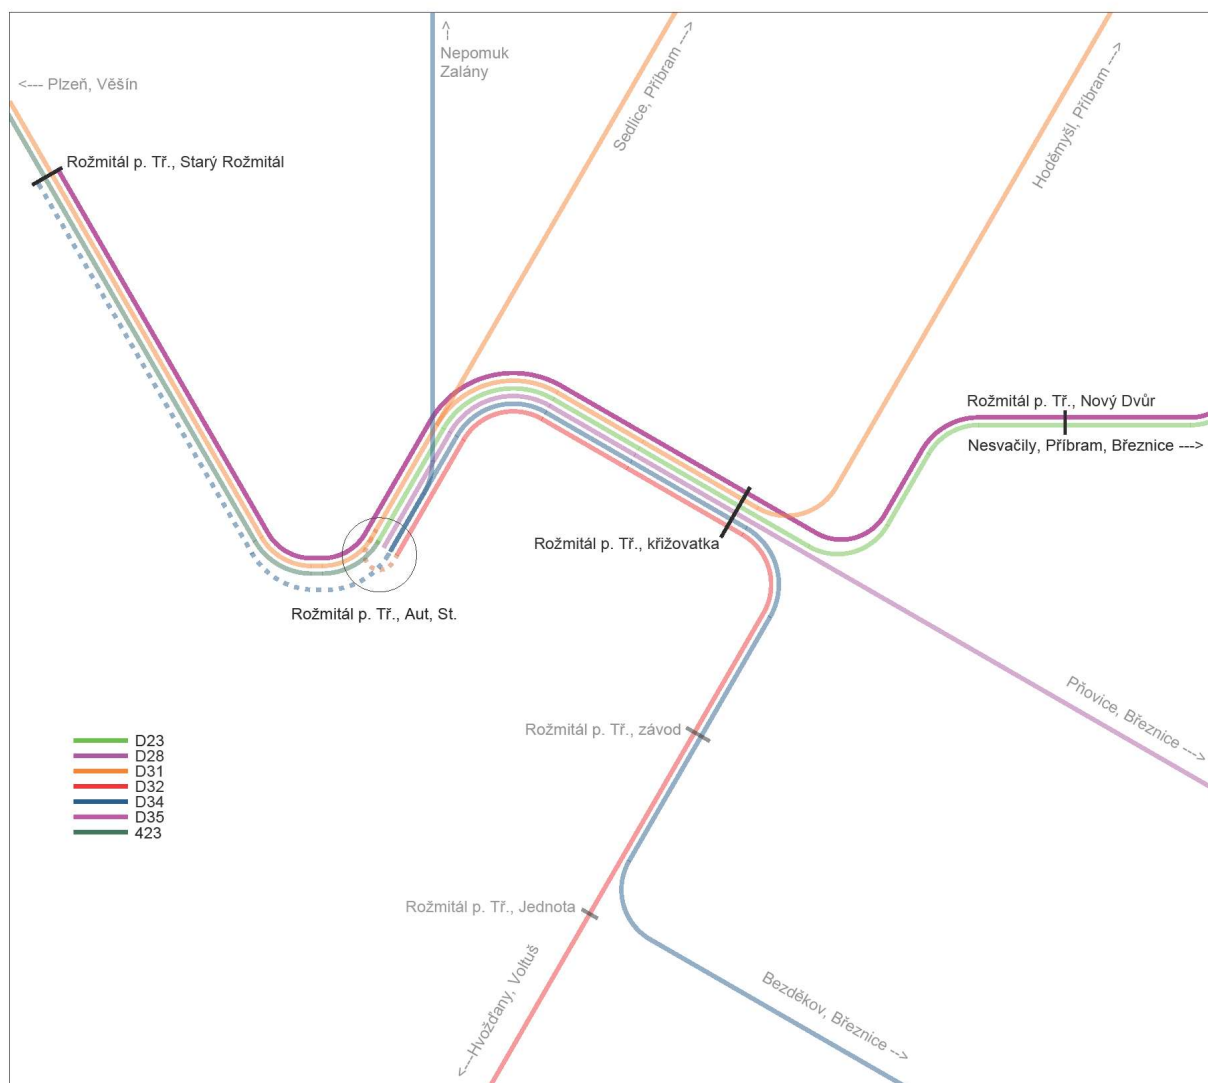 <---
Nepomuk
Zalány
Sedlice, Příbram --->
Hoděmyšl, Příbram --->
<--- Plzeň, Věšín
Rožmitál p. Tř., Starý Rožmitál
Rožmitál p. Tř., Nový Dvůr
Nesvačily, Příbram, Březnice --->
Rožmitál p. Tř., křižovatka
Rožmitál p. Tř., Aut, St.
Pňovice, Březnice --->
Rožmitál p. Tř., závod
D23
D28
D31
D32
D34
D35
423
Rožmitál p. Tř., Jednota
<---Hvožďany, Voltuš
Bezděkov, Březnice -->